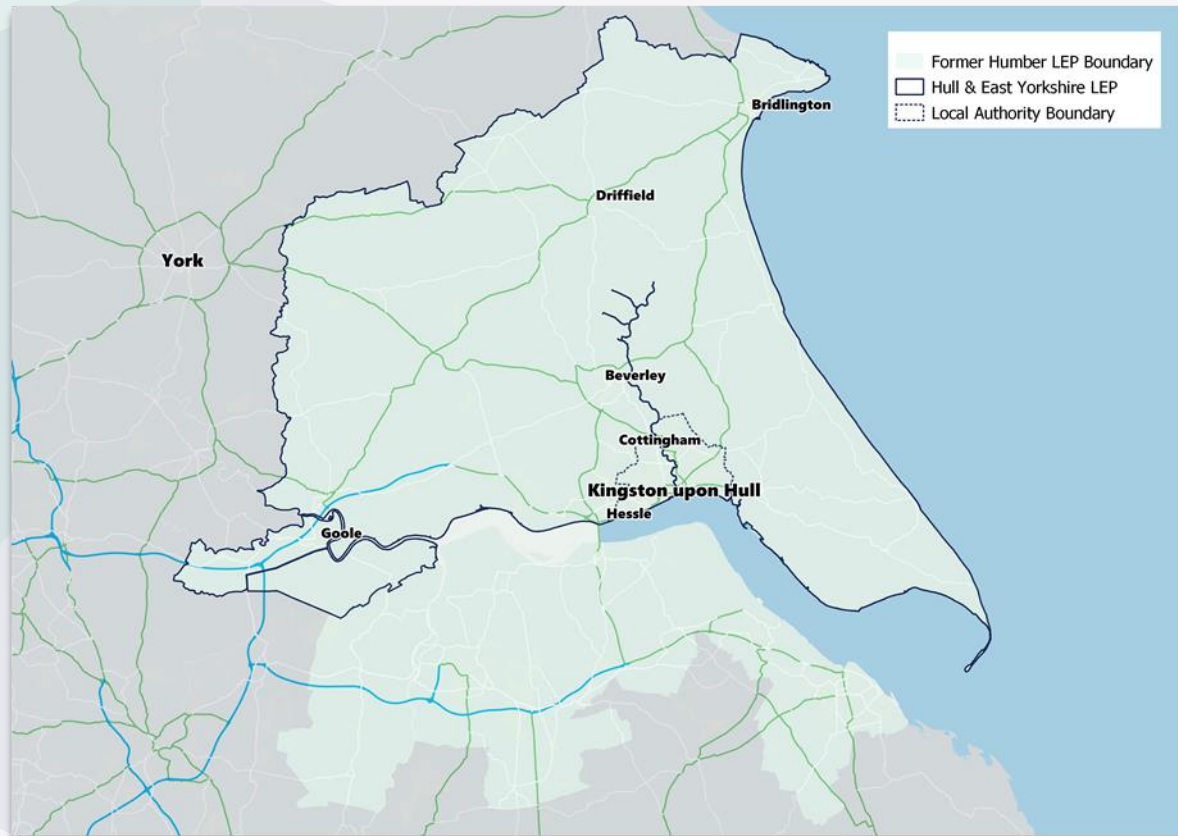 Former Humber LEP Boundary
Hull & East Yorkshire LEP
Local Authority Boundary
Bridlington
Driffield
York
Beverley
Cottingham
Kingston upon Hull
Hessle
Goole